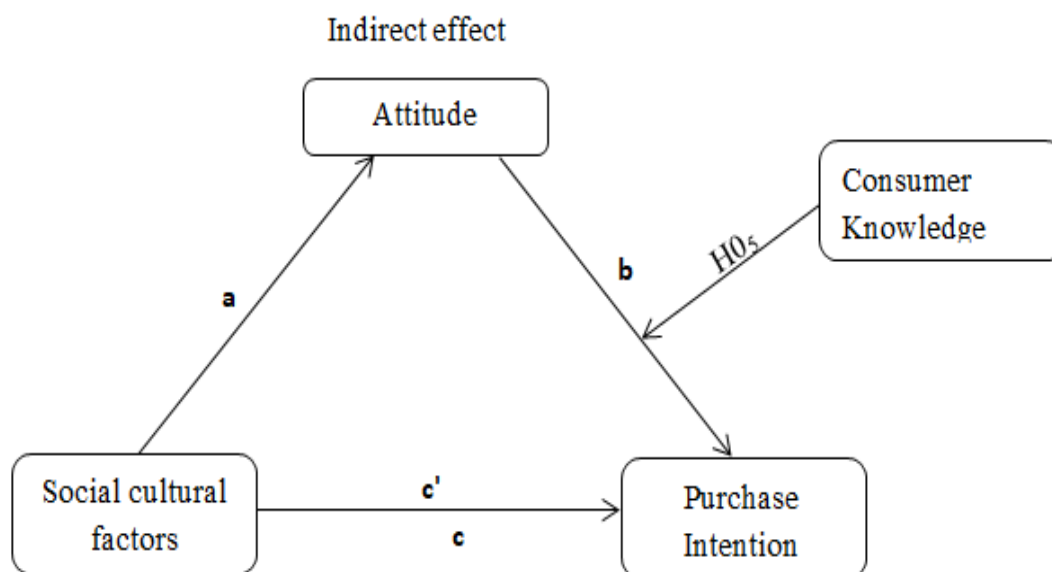 Indirect effect
Attitude
Consumer
Knowledge
H0₅
b
a
Social cultural
factors
c'
c
Purchase
Intention